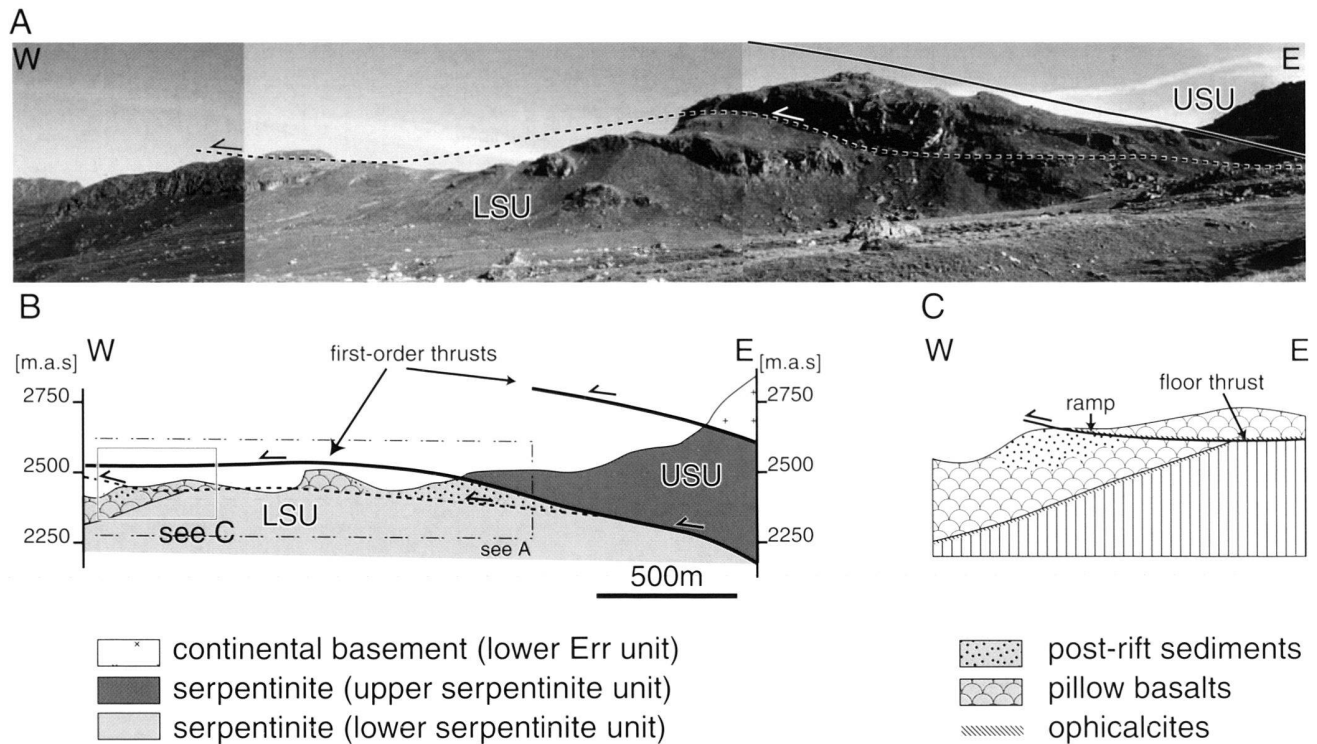 A
W
E
USU
LSU
B
W
E
[m.a.s]
[m.a.s]
first-order thrusts
2750
2750
2500
2500
2250
2250
USU
LSU
see C
see A
500m
C
W
E
floor thrust
ramp
continental basement (lower Err unit)
serpentinite (upper serpentinite unit)
serpentinite (lower serpentinite unit)
post-rift sediments
pillow basalts
ophicalcites